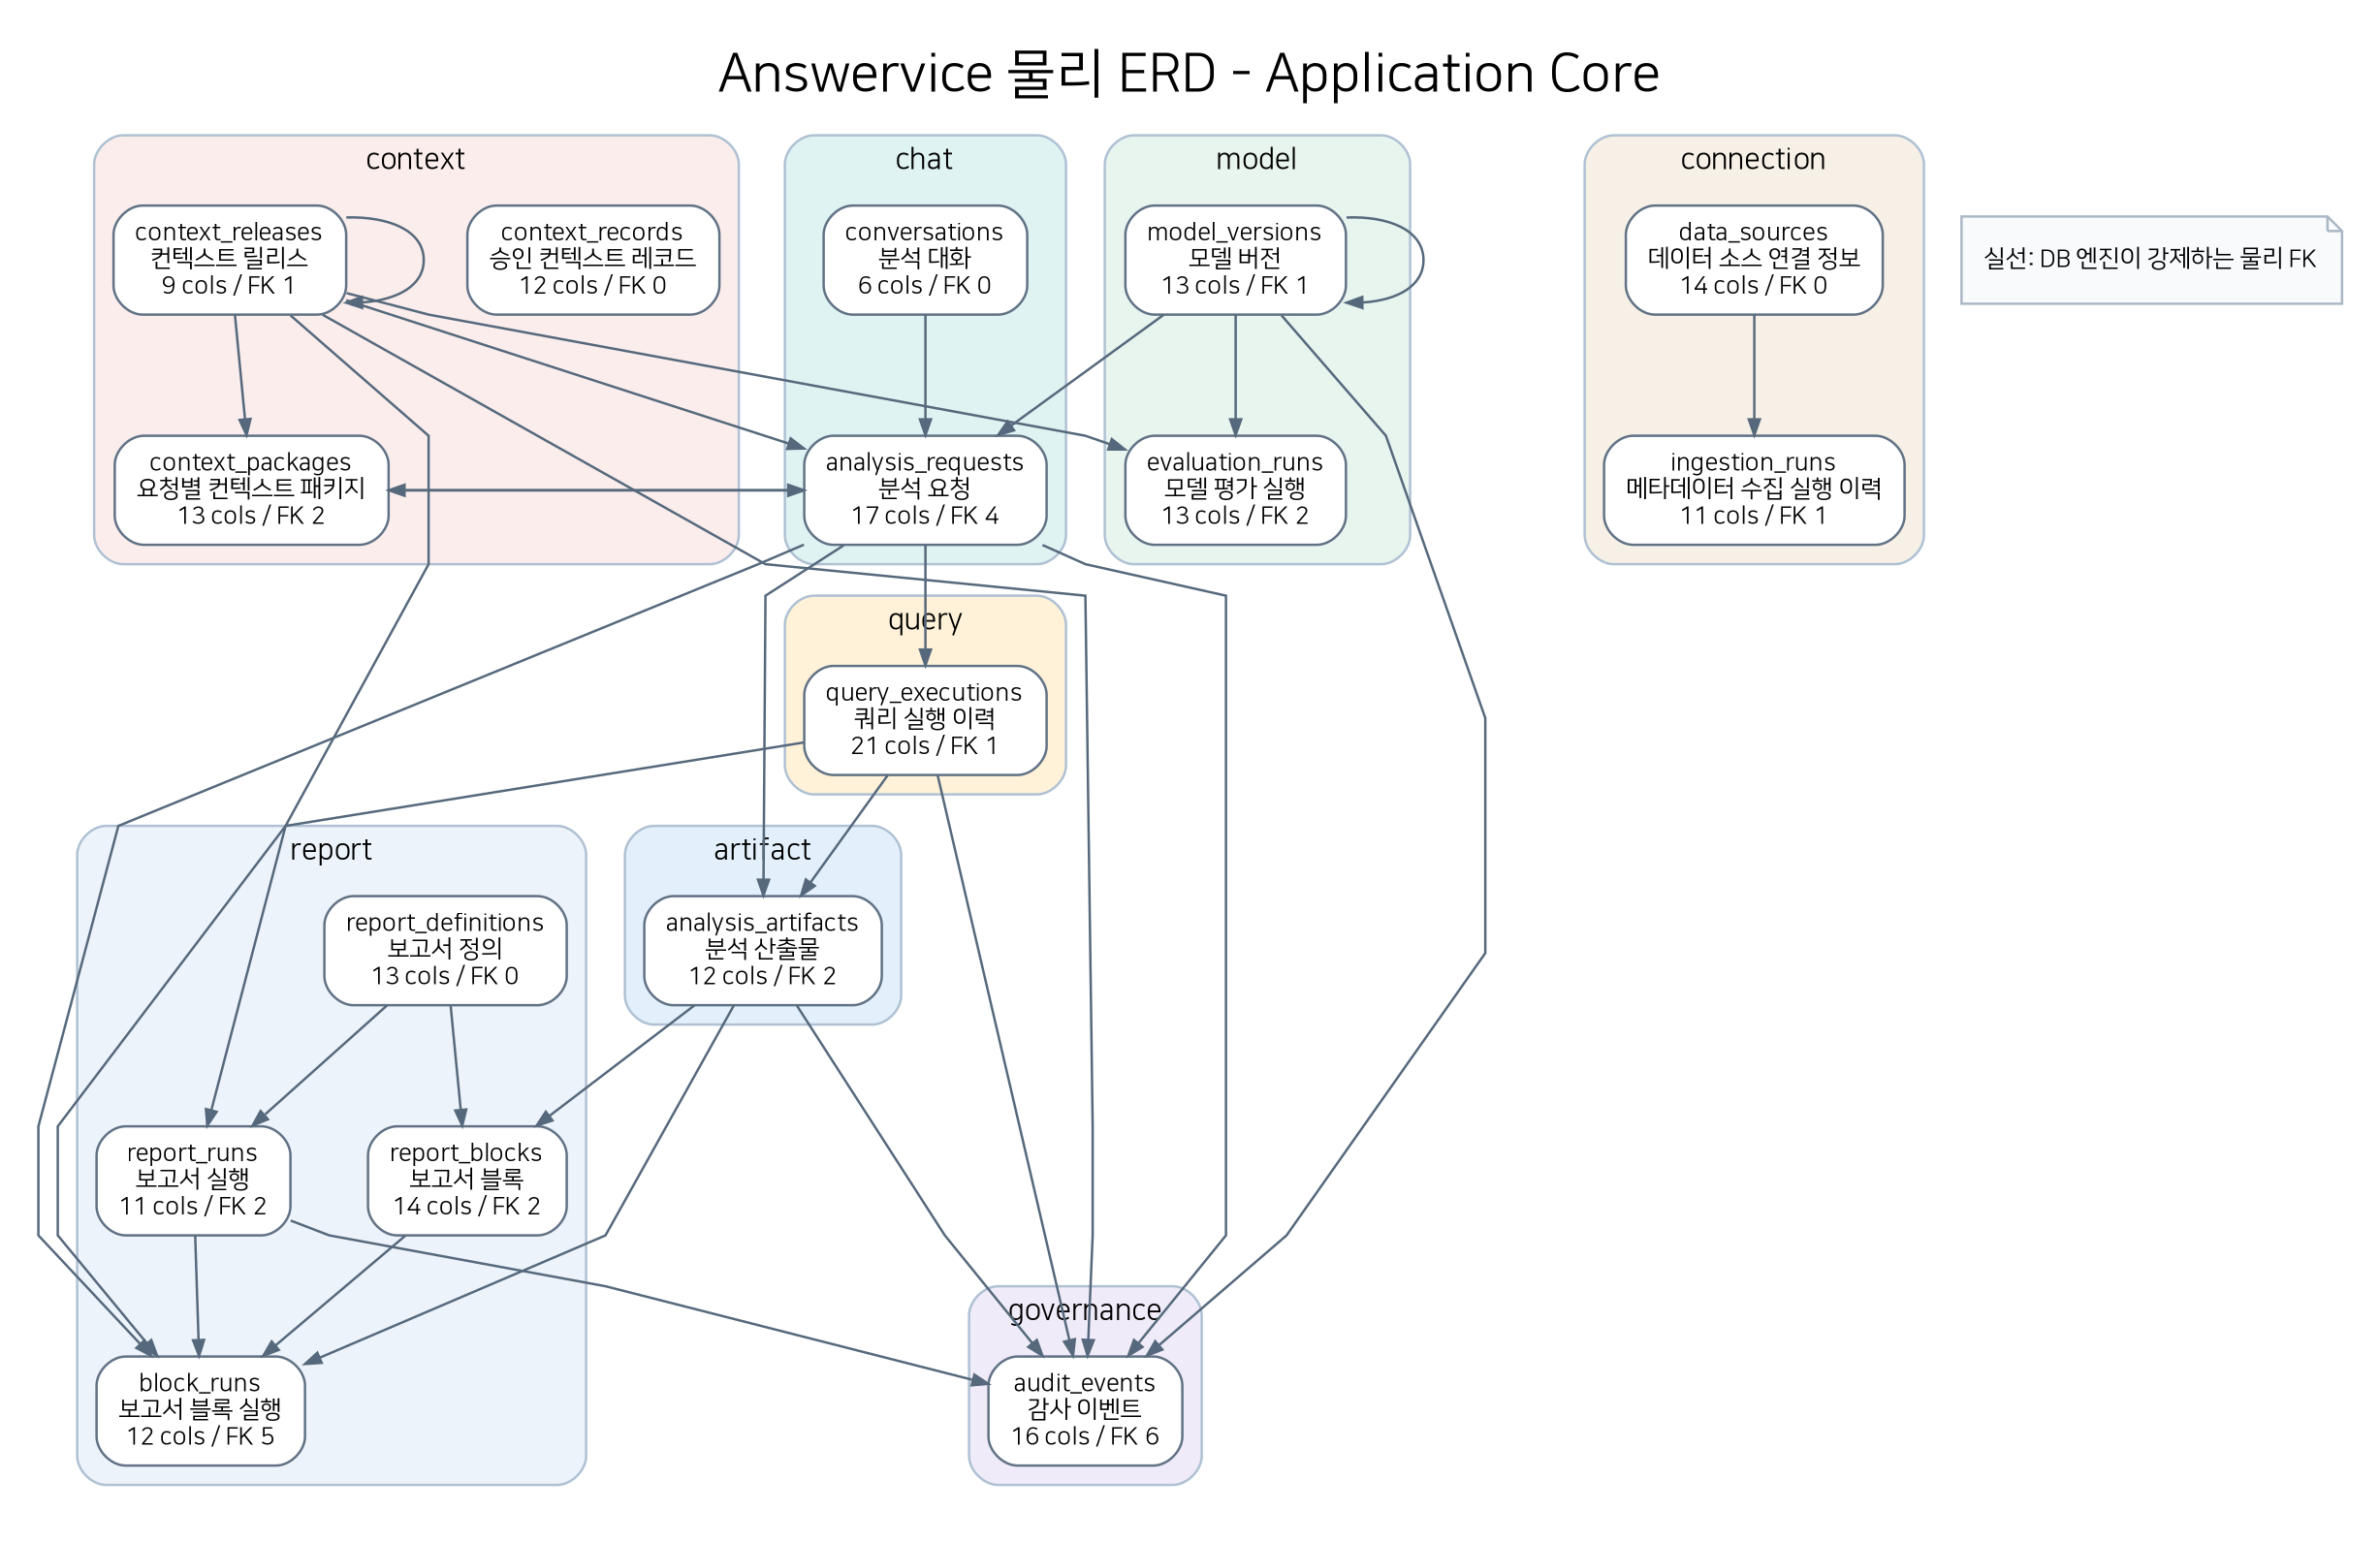 Answervice 물리 ERD - Application Core
context
context_releases
컨텍스트 릴리스
9 cols / FK 1
context_records
승인 컨텍스트 레코드
12 cols / FK 0
context_packages
요청별 컨텍스트 패키지
13 cols / FK 2
chat
conversations
분석 대화
6 cols / FK 0
analysis_requests
분석 요청
17 cols / FK 4
model
model_versions
모델 버전
13 cols / FK 1
evaluation_runs
모델 평가 실행
13 cols / FK 2
connection
data_sources
데이터 소스 연결 정보
14 cols / FK 0
ingestion_runs
메타데이터 수집 실행 이력
11 cols / FK 1
실선: DB 엔진이 강제하는 물리 FK
query
query_executions
쿼리 실행 이력
21 cols / FK 1
report
report_definitions
보고서 정의
13 cols / FK 0
report_runs
보고서 실행
11 cols / FK 2
report_blocks
보고서 블록
14 cols / FK 2
block_runs
보고서 블록 실행
12 cols / FK 5
artifact
analysis_artifacts
분석 산출물
12 cols / FK 2
governance
audit_events
감사 이벤트
16 cols / FK 6